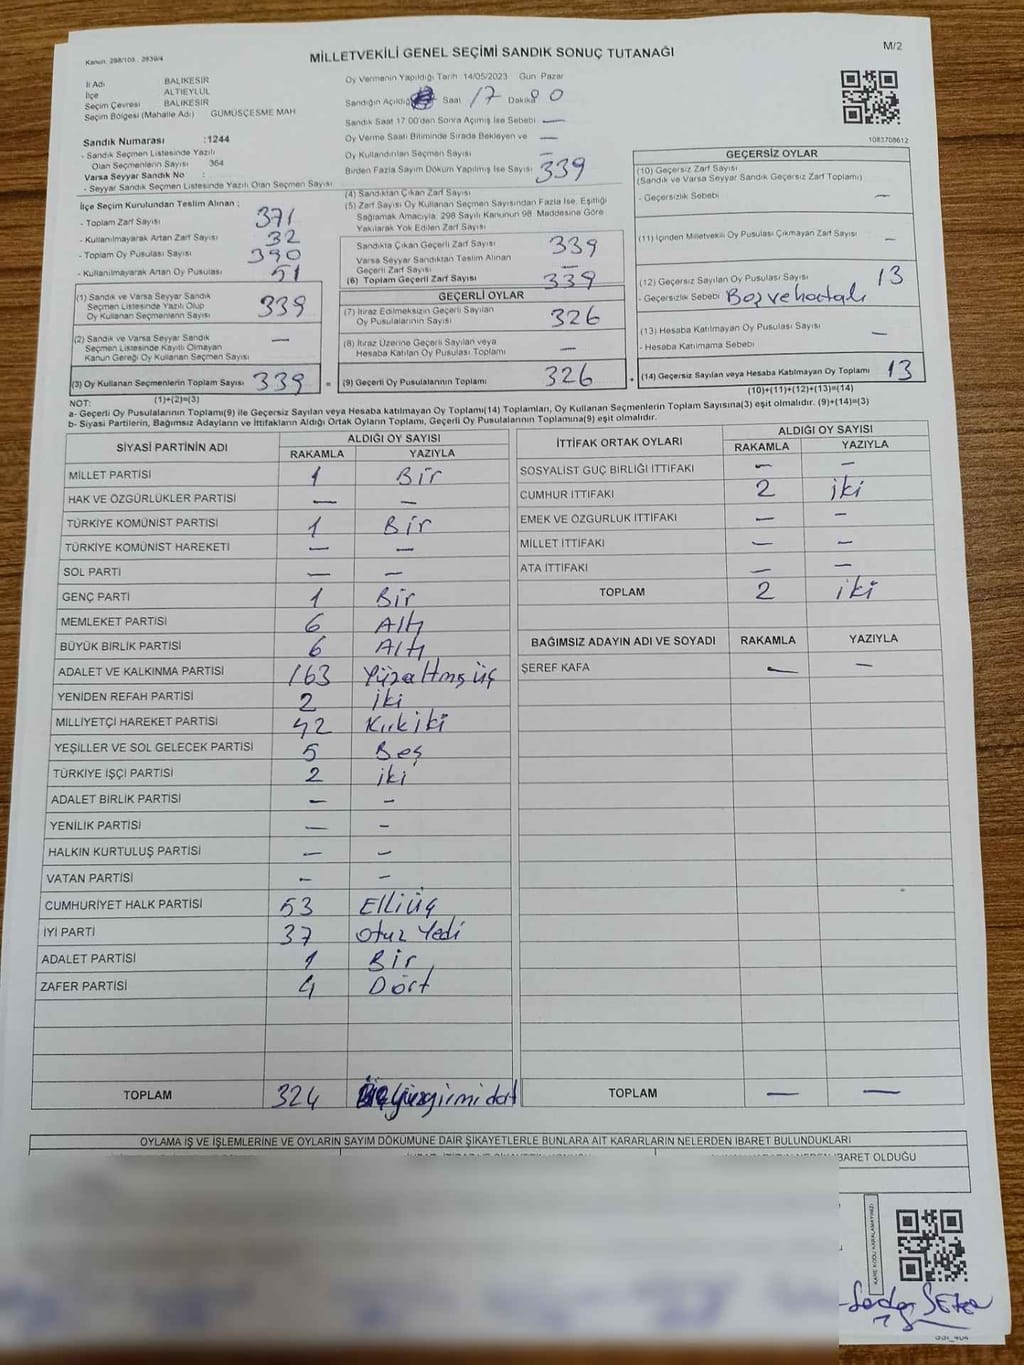 Kanun: 298/105 . 2839/4
MİLLETVEKİLİ GENEL SEÇİMİ SANDIK SONUÇ TUTANAĞI
M/2
İl Adı BALIKESİR
İlçe ALTIEYLÜL
Seçim Çevresi BALIKESİR
Seçim Bölgesi (Mahalle Adı) GÜMÜŞÇEŞME MAH
Sandık Numarası : 1244
- Sandık Seçmen Listesinde Yazılı
Olan Seçmenlerin Sayısı 364
Varsa Seyyar Sandık No :
- Seyyar Sandık Seçmen Listesinde Yazılı Olan Seçmen Sayısı
İlçe Seçim Kurulundan Teslim Alınan ;
- Toplam Zarf Sayısı 371
- Kullanılmayarak Artan Zarf Sayısı 32
- Toplam Oy Pusulası Sayısı 390
- Kullanılmayarak Artan Oy Pusulası 51
(1) Sandık ve Varsa Seyyar Sandık
Seçmen Listesinde Yazılı Olup
Oy Kullanan Seçmenlerin Sayısı 339
(2) Sandık ve Varsa Seyyar Sandık
Seçmen Listesinde Kayıtlı Olmayan
Kanun Gereği Oy Kullanan Seçmen Sayısı —
(3) Oy Kullanan Seçmenlerin Toplam Sayısı 339 =
(1)+(2)=(3)
Oy Vermenin Yapıldığı Tarih 14/05/2023 Gün Pazar
Sandığın Açıldığı Saat 17 Dakika 00
Sandık Saat 17:00'den Sonra Açılmış İse Sebebi —
Oy Verme Saati Bitiminde Sırada Bekleyen ve —
Oy Kullandırılan Seçmen Sayısı —
Birden Fazla Sayım Döküm Yapılmış İse Sayısı 339
(4) Sandıktan Çıkan Zarf Sayısı
(5) Zarf Sayısı Oy Kullanan Seçmen Sayısından Fazla İse, Eşitliği
Sağlamak Amacıyla, 298 Sayılı Kanunun 98. Maddesine Göre
Yakılarak Yok Edilen Zarf Sayısı
Sandıkta Çıkan Geçerli Zarf Sayısı 339
Varsa Seyyar Sandıktan Teslim Alınan
Geçerli Zarf Sayısı —
(6) Toplam Geçerli Zarf Sayısı 339
GEÇERLİ OYLAR
(7) İtiraz Edilmeksizin Geçerli Sayılan
Oy Pusulalarının Sayısı 326
(8) İtiraz Üzerine Geçerli Sayılan veya
Hesaba Katılan Oy Pusulası Toplamı —
(9) Geçerli Oy Pusulalarının Toplamı 326
1083708612
GEÇERSİZ OYLAR
(10) Geçersiz Zarf Sayısı
(Sandık ve Varsa Seyyar Sandık Geçersiz Zarf Toplamı)
- Geçersizlik Sebebi —
(11) İçinden Milletvekili Oy Pusulası Çıkmayan Zarf Sayısı —
(12) Geçersiz Sayılan Oy Pusulası Sayısı 13
- Geçersizlik Sebebi Boş ve hatalı
(13) Hesaba Katılmayan Oy Pusulası Sayısı —
- Hesaba Katılmama Sebebi
(14) Geçersiz Sayılan veya Hesaba Katılmayan Oy Toplamı 13
(10)+(11)+(12)+(13)=(14)
NOT:
a- Geçerli Oy Pusulalarının Toplamı(9) ile Geçersiz Sayılan veya Hesaba katılmayan Oy Toplamı(14) Toplamları, Oy Kullanan Seçmenlerin Toplam Sayısına(3) eşit olmalıdır. (9)+(14)=(3)
b- Siyasi Partilerin, Bağımsız Adayların ve İttifakların Aldığı Ortak Oyların Toplamı, Geçerli Oy Pusulalarının Toplamına(9) eşit olmalıdır.
SİYASİ PARTİNİN ADI ALDIĞI OY SAYISI
RAKAMLA YAZIYLA
MİLLET PARTİSİ 1 Bir
HAK VE ÖZGÜRLÜKLER PARTİSİ — —
TÜRKİYE KOMÜNİST PARTİSİ 1 Bir
TÜRKİYE KOMÜNİST HAREKETİ — —
SOL PARTİ — —
GENÇ PARTİ 1 Bir
MEMLEKET PARTİSİ 6 Altı
BÜYÜK BİRLİK PARTİSİ 6 Altı
ADALET VE KALKINMA PARTİSİ 163 Yüzaltmış üç
YENİDEN REFAH PARTİSİ 2 iki
MİLLİYETÇİ HAREKET PARTİSİ 42 Kırk iki
YEŞİLLER VE SOL GELECEK PARTİSİ 5 Beş
TÜRKİYE İŞÇİ PARTİSİ 2 iki
ADALET BİRLİK PARTİSİ — —
YENİLİK PARTİSİ — —
HALKIN KURTULUŞ PARTİSİ — —
VATAN PARTİSİ — —
CUMHURİYET HALK PARTİSİ 53 Elliüç
İYİ PARTİ 37 Otuz Yedi
ADALET PARTİSİ 1 Bir
ZAFER PARTİSİ 4 Dört
TOPLAM 324
İTTİFAK ORTAK OYLARI ALDIĞI OY SAYISI
RAKAMLA YAZIYLA
SOSYALİST GÜÇ BİRLİĞİ İTTİFAKI — —
CUMHUR İTTİFAKI 2 iki
EMEK VE ÖZGÜRLÜK İTTİFAKI — —
MİLLET İTTİFAKI — —
ATA İTTİFAKI — —
TOPLAM 2 iki
BAĞIMSIZ ADAYIN ADI VE SOYADI RAKAMLA YAZIYLA
ŞEREF KAFA — —
TOPLAM — —
OYLAMA İŞ VE İŞLEMLERİNE VE OYLARIN SAYIM DÖKÜMÜNE DAİR ŞİKAYETLERLE BUNLARA AİT KARARLARIN NELERDEN İBARET BULUNDUKLARI
İBARET OLDUĞU
KARE KODU KARALAMAYINIZ!